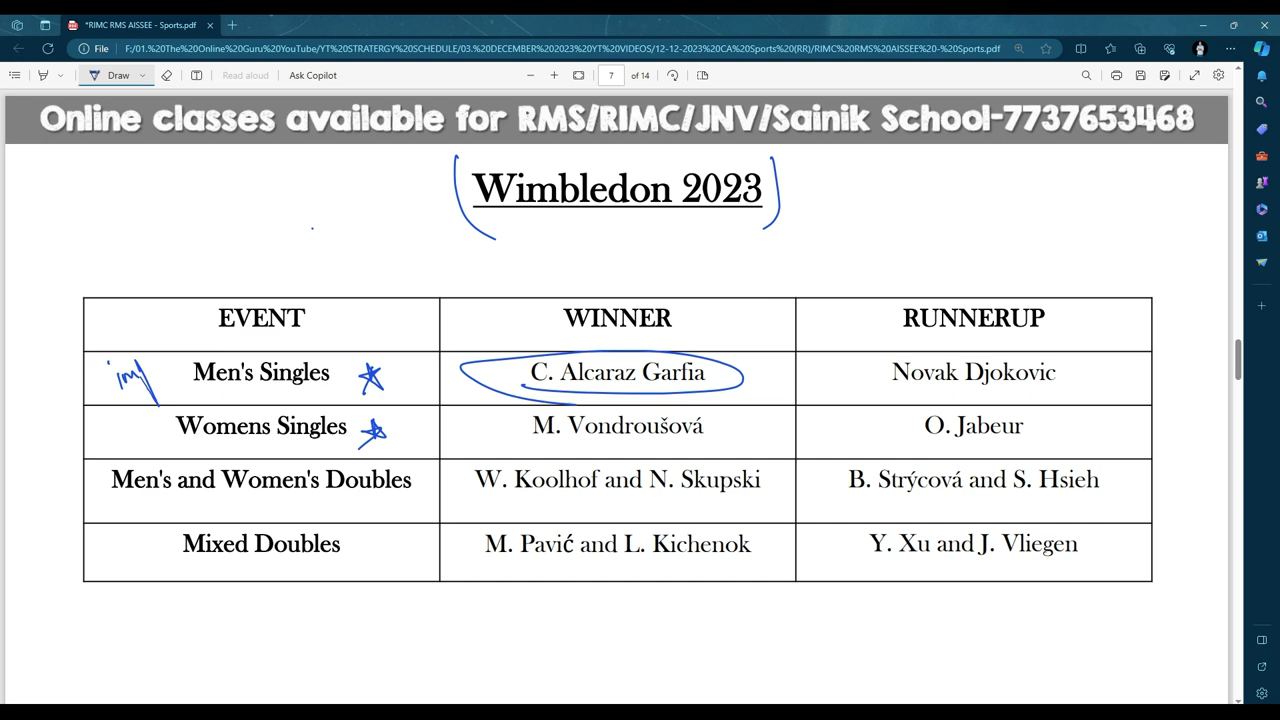 *RIMC RMS AISSEE - Sports.pdf
File F:/01.%20The%20Online%20Guru%20YouTube/YT%20STRATERGY%20SCHEDULE/03.%20DECEMBER%202023%20YT%20VIDEOS/12-12-2023%20CA%20Sports%20(RR)/RIMC%20RMS%20AISSEE%20-%20Sports.pdf
Draw Read aloud Ask Copilot 7 of 14
Online classes available for RMS/RIMC/JNV/Sainik School-7737653468
Wimbledon 2023
EVENT WINNER RUNNERUP
imp Men's Singles C. Alcaraz Garfia Novak Djokovic
Womens Singles M. Vondroušová O. Jabeur
Men's and Women's Doubles W. Koolhof and N. Skupski B. Strýcová and S. Hsieh
Mixed Doubles M. Pavić and L. Kichenok Y. Xu and J. Vliegen